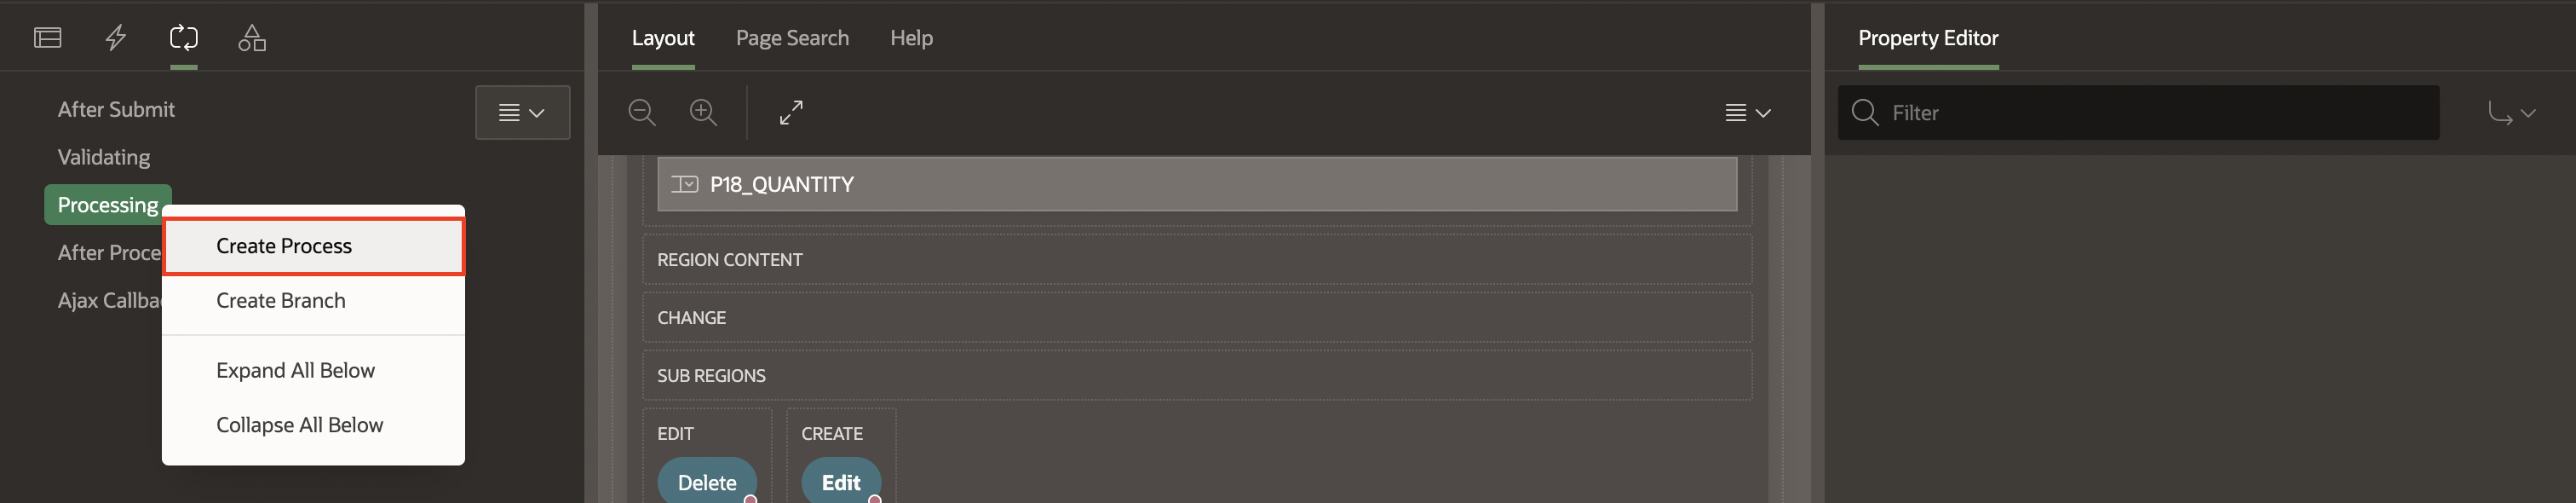 After Submit
Validating
Processing
After Proce
Ajax Callba
Create Process
Create Branch
Expand All Below
Collapse All Below
Layout
Page Search
Help
P18_QUANTITY
REGION CONTENT
CHANGE
SUB REGIONS
EDIT
CREATE
Delete
Edit
Property Editor
Filter